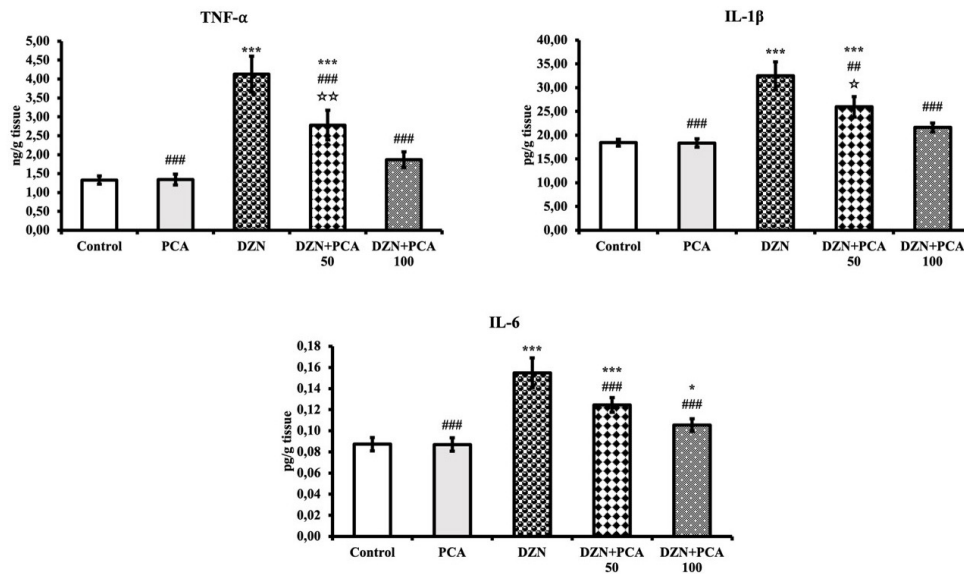 TNF-α
ng/g tissue
5,00
4,50
4,00
3,50
3,00
2,50
2,00
1,50
1,00
0,50
0,00
###
***
***
###
☆☆
###
Control
PCA
DZN
DZN+PCA
50
DZN+PCA
100
IL-1β
pg/g tissue
40,00
35,00
30,00
25,00
20,00
15,00
10,00
5,00
0,00
###
***
***
##
☆
###
Control
PCA
DZN
DZN+PCA
50
DZN+PCA
100
IL-6
pg/g tissue
0,18
0,16
0,14
0,12
0,10
0,08
0,06
0,04
0,02
0,00
###
***
***
###
*
###
Control
PCA
DZN
DZN+PCA
50
DZN+PCA
100